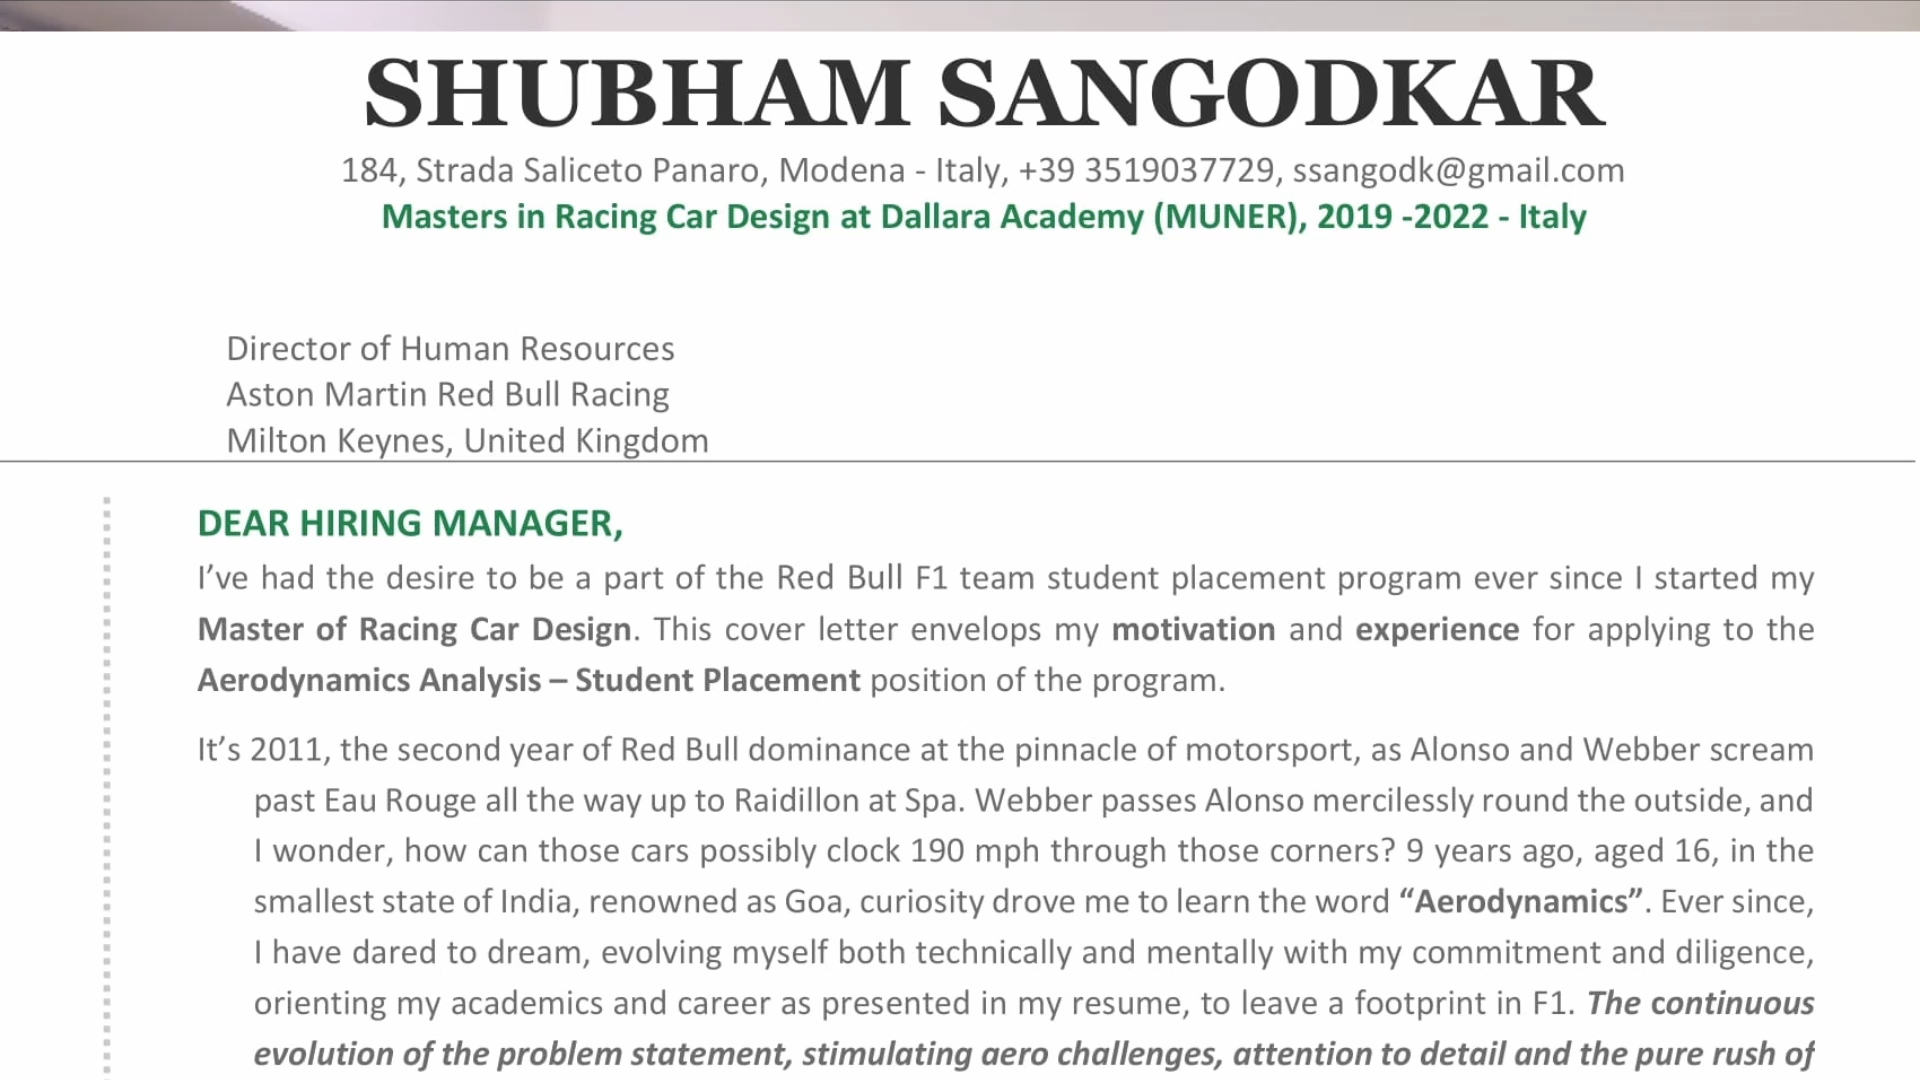 SHUBHAM SANGODKAR
184, Strada Saliceto Panaro, Modena - Italy, +39 3519037729, ssangodk@gmail.com
Masters in Racing Car Design at Dallara Academy (MUNER), 2019 -2022 - Italy
Director of Human Resources
Aston Martin Red Bull Racing
Milton Keynes, United Kingdom
DEAR HIRING MANAGER,
I’ve had the desire to be a part of the Red Bull F1 team student placement program ever since I started my
Master of Racing Car Design. This cover letter envelops my motivation and experience for applying to the
Aerodynamics Analysis – Student Placement position of the program.
It’s 2011, the second year of Red Bull dominance at the pinnacle of motorsport, as Alonso and Webber scream
past Eau Rouge all the way up to Raidillon at Spa. Webber passes Alonso mercilessly round the outside, and
I wonder, how can those cars possibly clock 190 mph through those corners? 9 years ago, aged 16, in the
smallest state of India, renowned as Goa, curiosity drove me to learn the word “Aerodynamics”. Ever since,
I have dared to dream, evolving myself both technically and mentally with my commitment and diligence,
orienting my academics and career as presented in my resume, to leave a footprint in F1. The continuous
evolution of the problem statement, stimulating aero challenges, attention to detail and the pure rush of